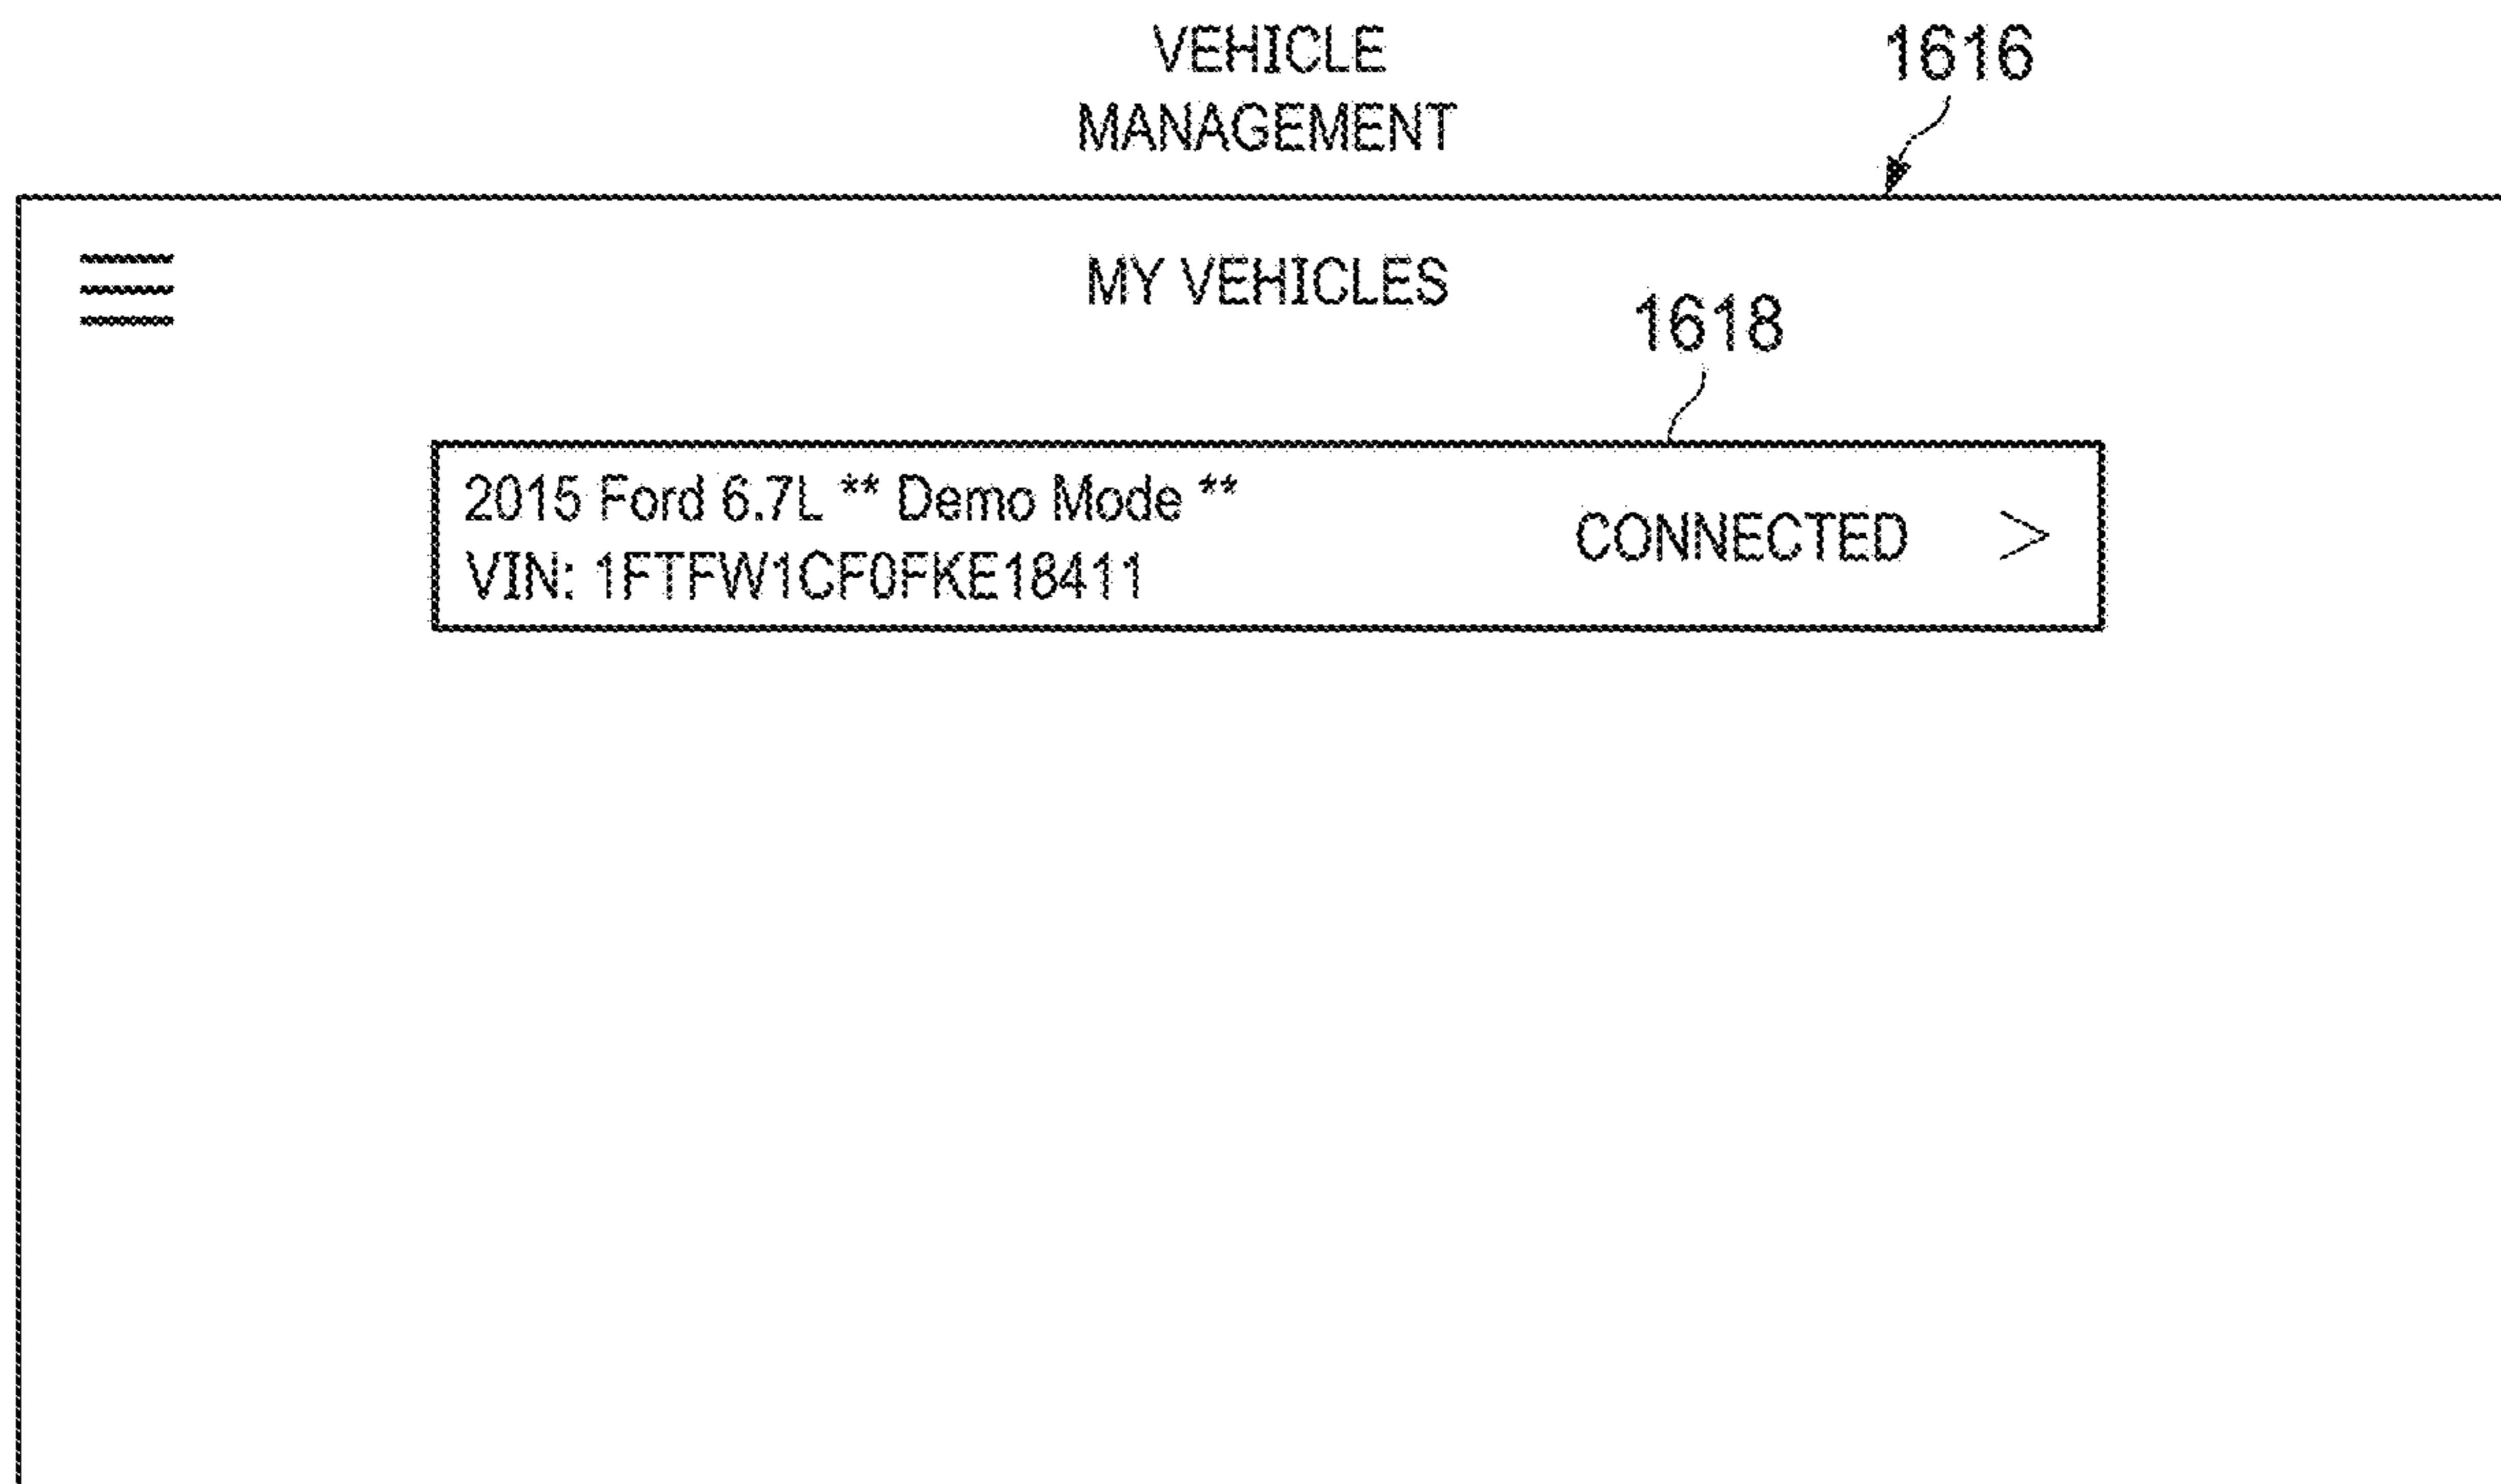 VEHICLE
MANAGEMENT
1616
MY VEHICLES
1618
2015 Ford 6.7L ** Demo Mode **
VIN: 1FTFW1CF0FKE18411
CONNECTED >